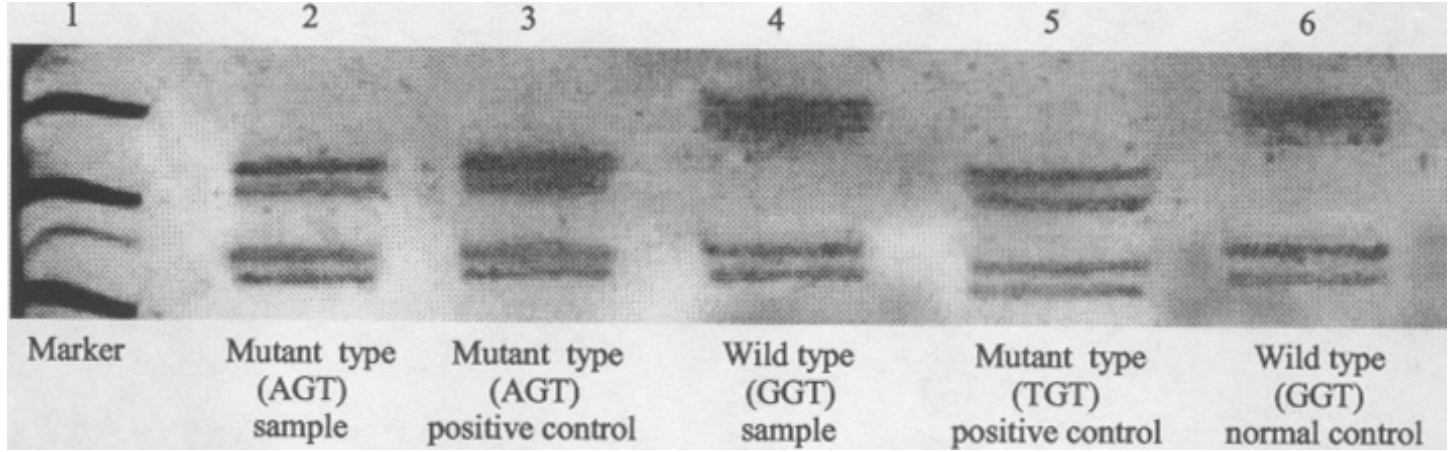 1 2 3 4 5 6
Marker Mutant type Mutant type Wild type Mutant type Wild type
(AGT) (AGT) (GGT) (TGT) (GGT)
sample positive control sample positive control normal control